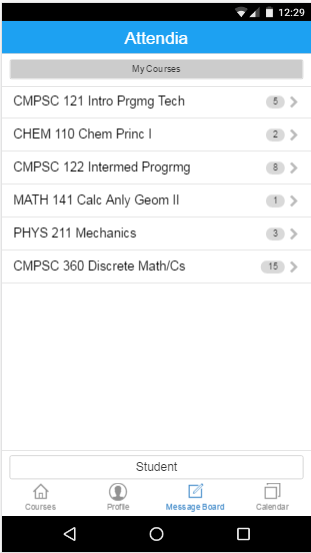 12:29
Attendia
My Courses
CMPSC 121 Intro Prgmg Tech 5
CHEM 110 Chem Princ I 2
CMPSC 122 Intermed Progrmg 8
MATH 141 Calc Anly Geom II 1
PHYS 211 Mechanics 3
CMPSC 360 Discrete Math/Cs 15
Student
Courses Profile Message Board Calendar